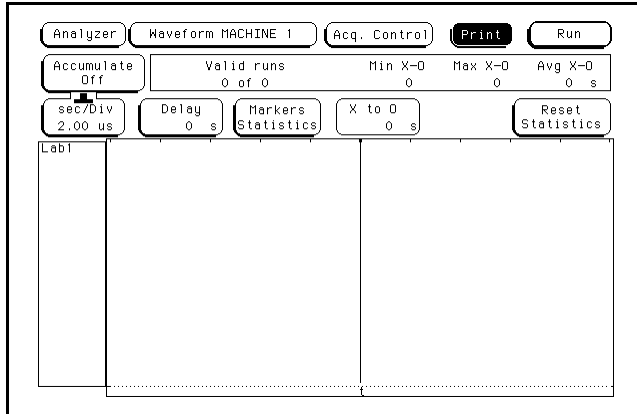 Analyzer Waveform MACHINE 1 Acq. Control Print Run
Accumulate Off
Valid runs Min X-O Max X-O Avg X-O
0 of 0 0 0 0 s
sec/Div 2.00 us
Delay 0 s
Markers Statistics
X to O 0 s
Reset Statistics
Lab1
t